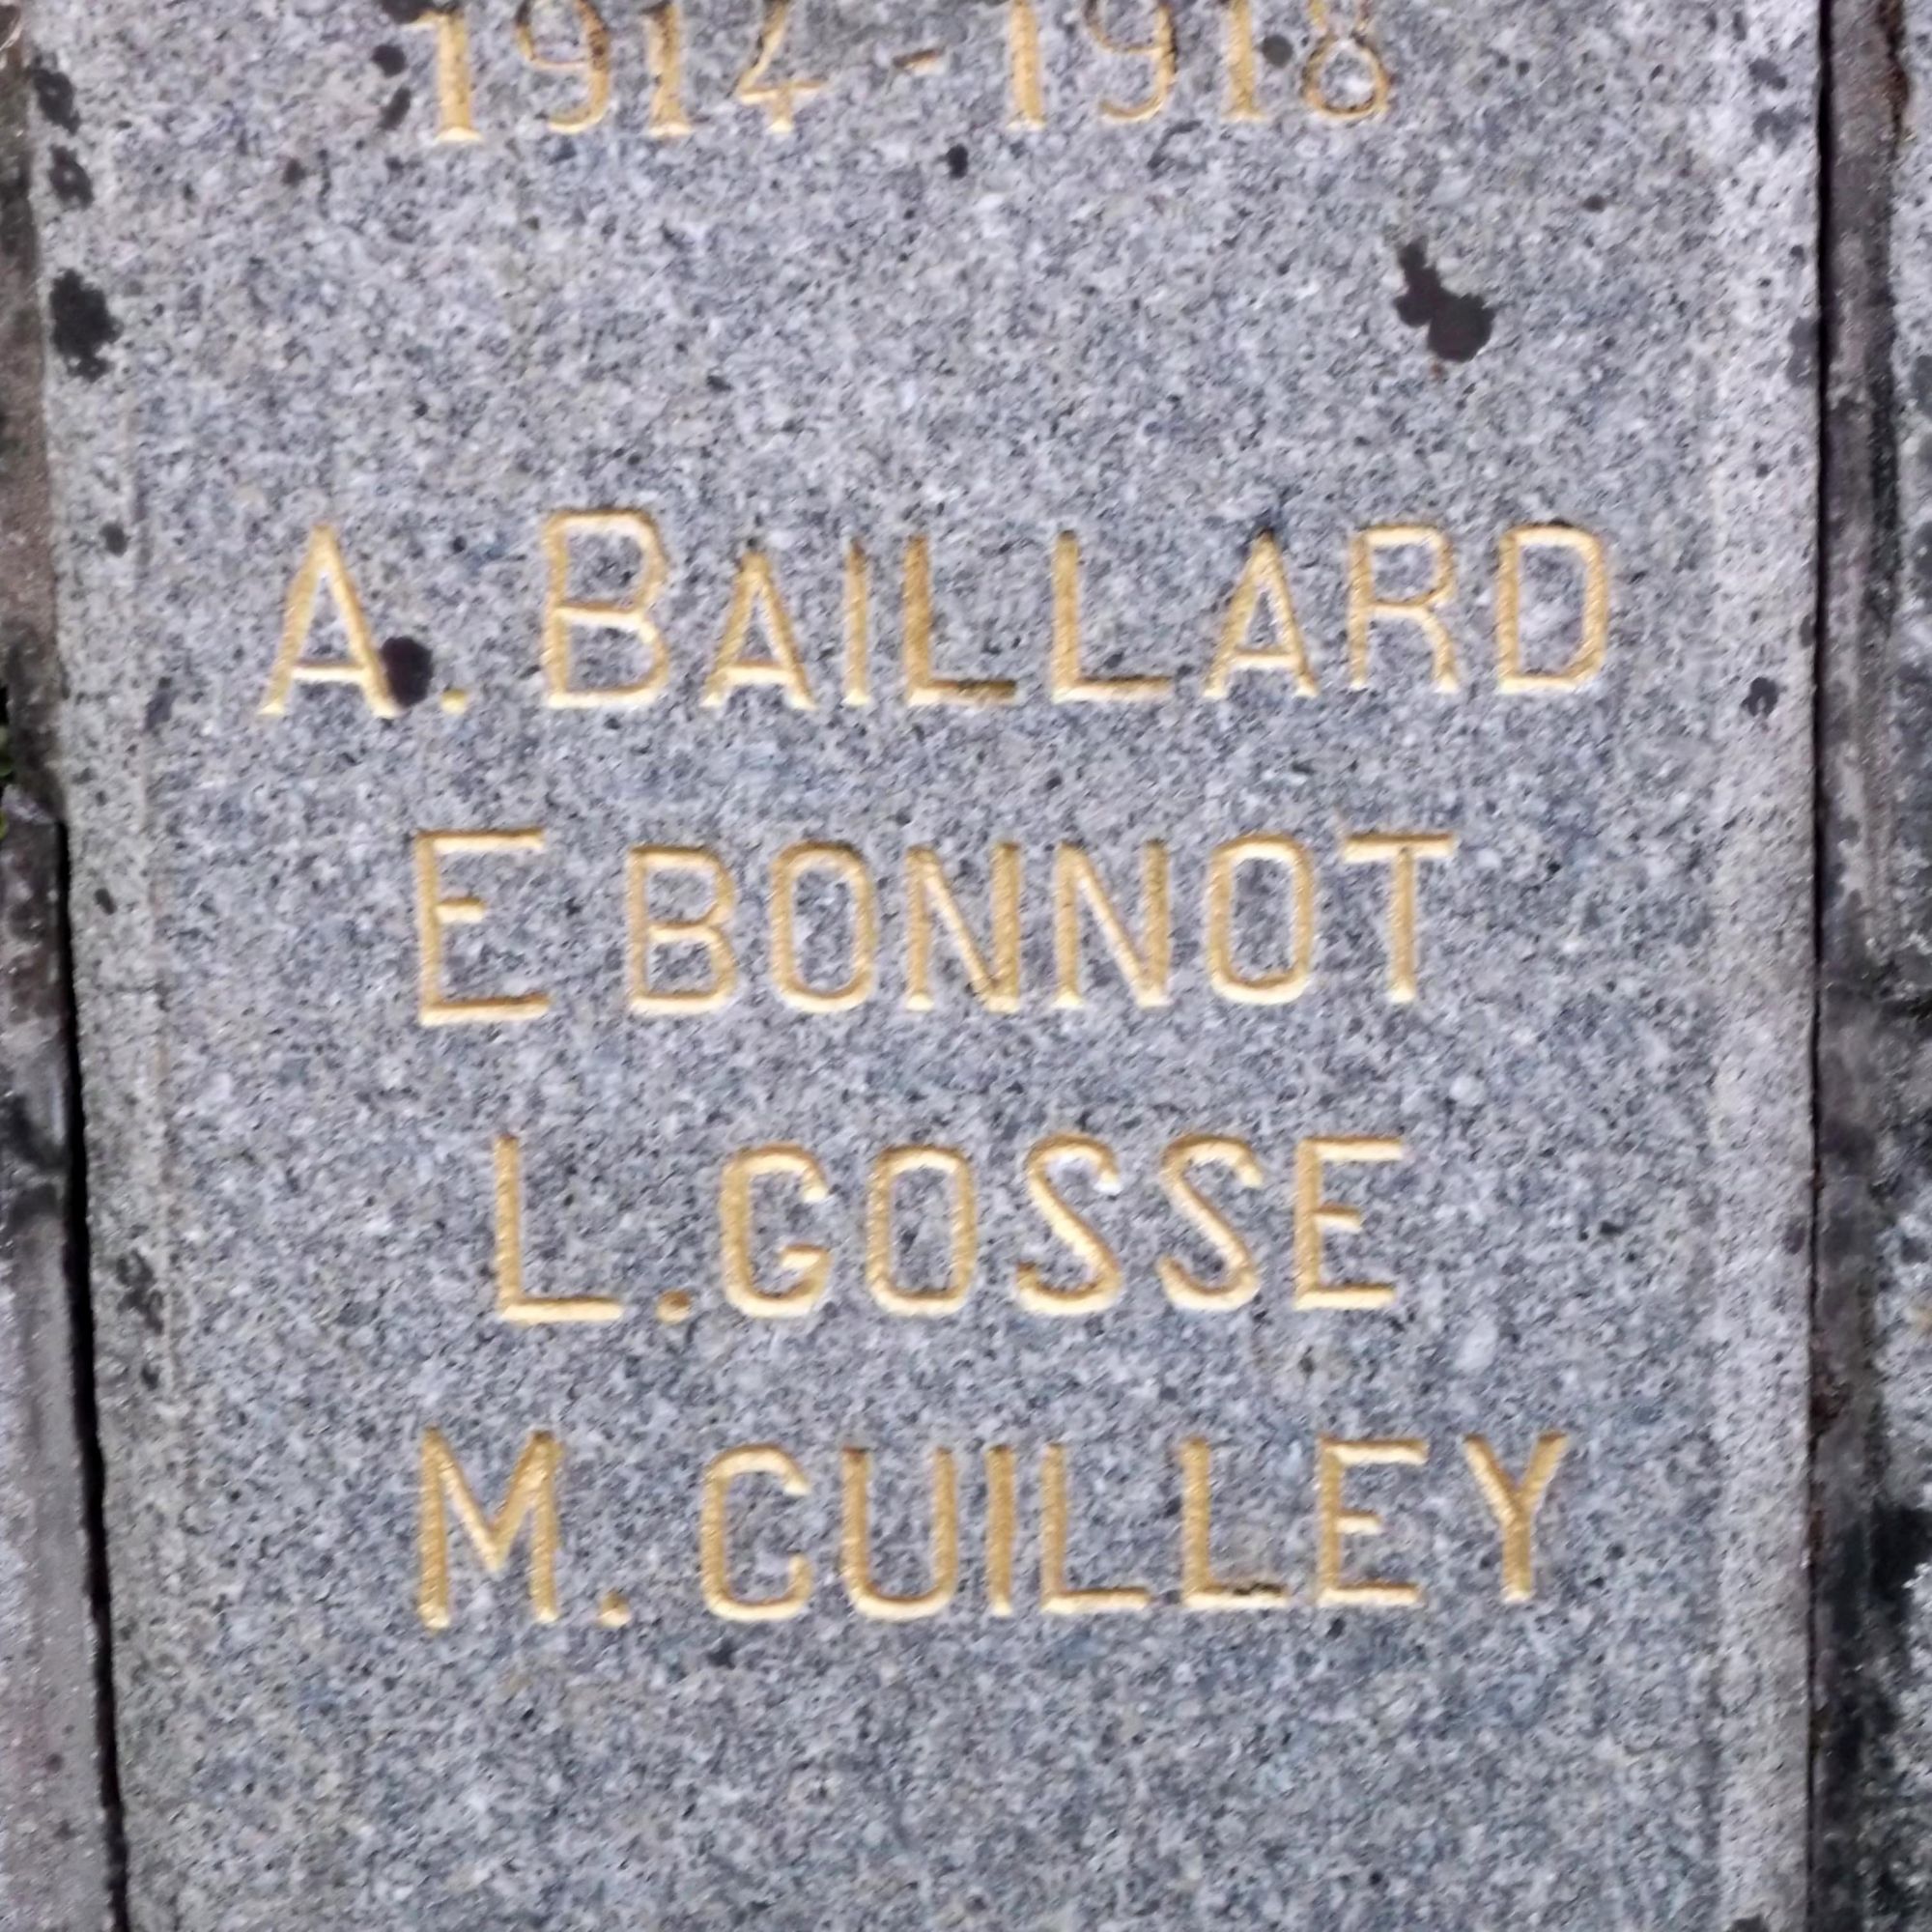 1914-1918
A. BAILLARD
E BONNOT
L. GOSSE
M. GUILLEY